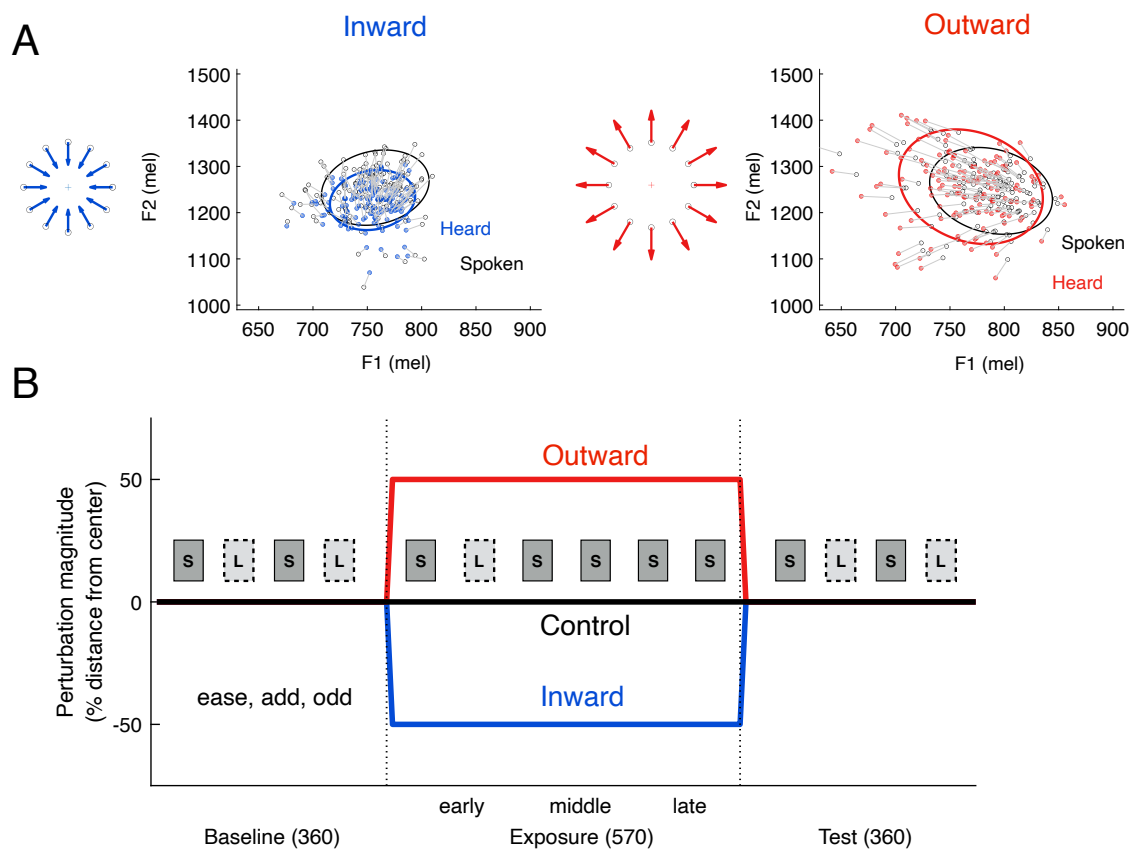 A
Inward
Outward
1500
1400
1300
1200
1100
1000
F2 (mel)
650 700 750 800 850 900
F1 (mel)
Heard
Spoken
1500
1400
1300
1200
1100
1000
F2 (mel)
650 700 750 800 850 900
F1 (mel)
Spoken
Heard
B
Perturbation magnitude
(% distance from center)
50
0
-50
Outward
S L S L S L S S S S S L S L
Control
ease, add, odd
Inward
early middle late
Baseline (360) Exposure (570) Test (360)